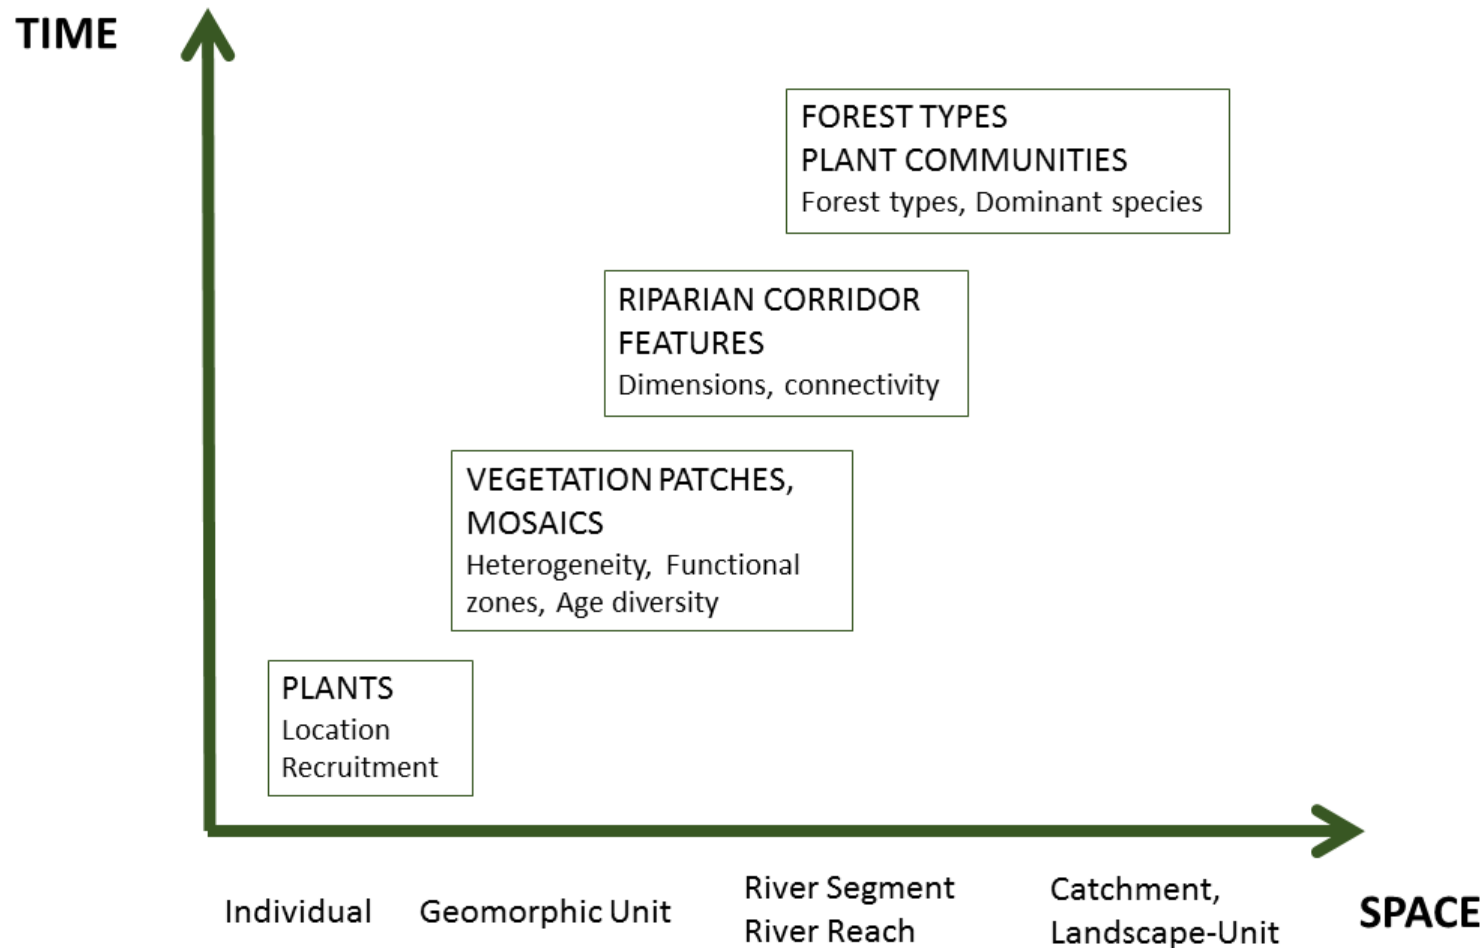 TIME
FOREST TYPES
PLANT COMMUNITIES
Forest types, Dominant species
RIPARIAN CORRIDOR
FEATURES
Dimensions, connectivity
VEGETATION PATCHES,
MOSAICS
Heterogeneity, Functional
zones, Age diversity
PLANTS
Location
Recruitment
Individual
Geomorphic Unit
River Segment
River Reach
Catchment,
Landscape-Unit
SPACE